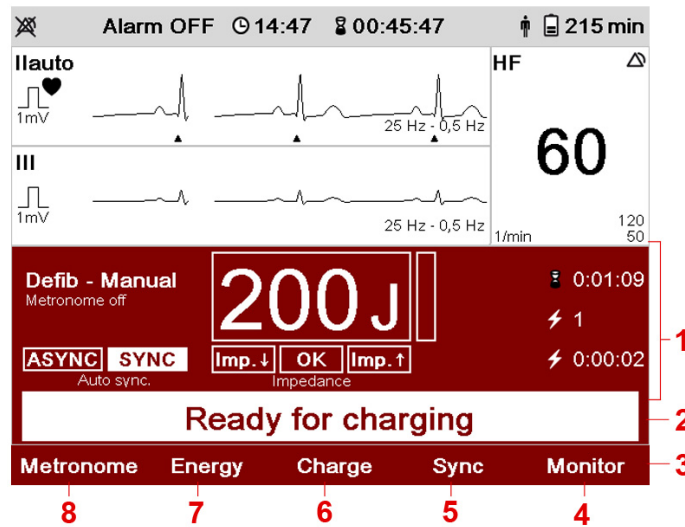 Alarm OFF 14:47 00:45:47 215 min
IIauto
1mV
25 Hz - 0,5 Hz
HF
60
1/min
120
50
III
1mV
25 Hz - 0,5 Hz
Defib - Manual
Metronome off
200 J
0:01:09
1
0:00:02
ASYNC SYNC
Auto sync.
Imp.↓ OK Imp.↑
Impedance
Ready for charging
Metronome Energy Charge Sync Monitor
1
2
3
8 7 6 5 4